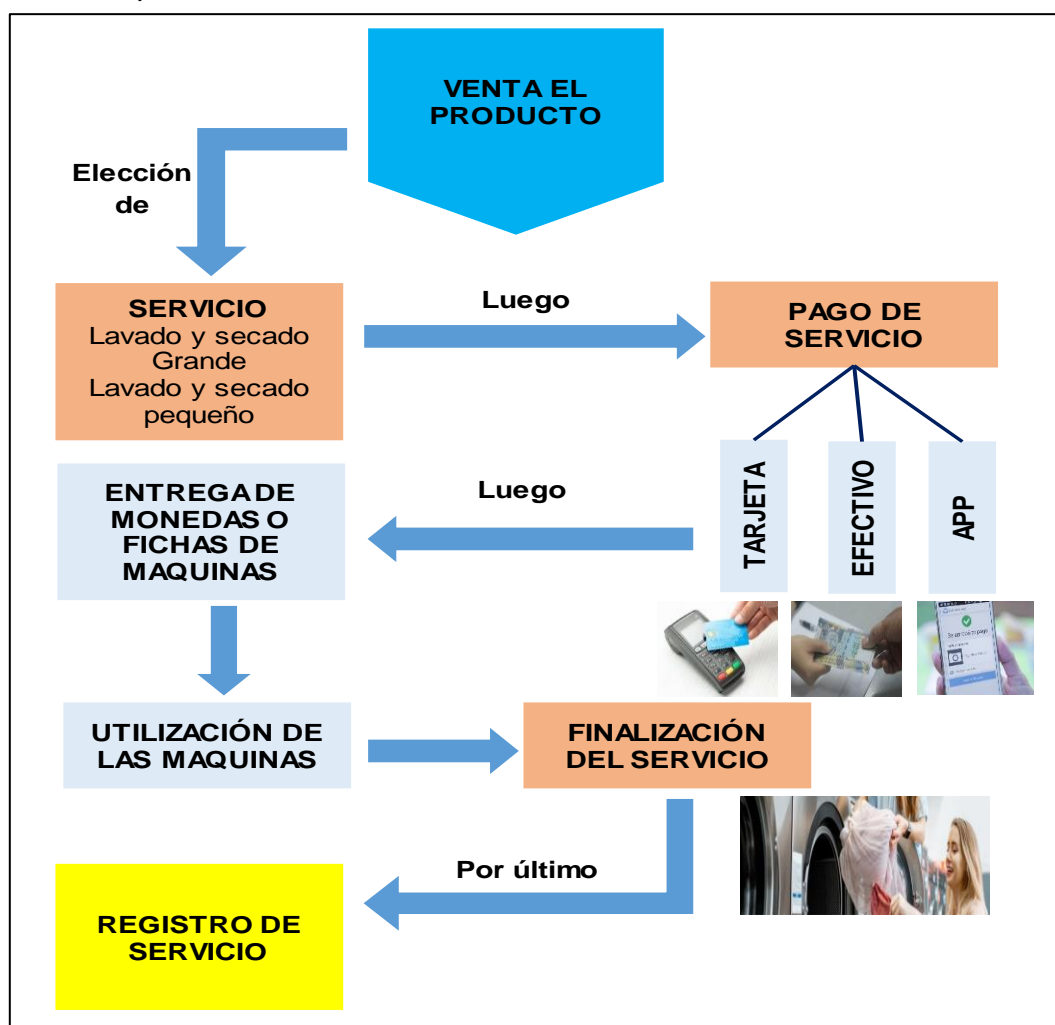 VENTA EL
PRODUCTO
Elección
de
SERVICIO
Lavado y secado
Grande
Lavado y secado
pequeño
Luego
PAGO DE
SERVICIO
TARJETA
EFECTIVO
APP
Luego
ENTREGA DE
MONEDAS O
FICHAS DE
MAQUINAS
UTILIZACIÓN DE
LAS MAQUINAS
FINALIZACIÓN
DEL SERVICIO
Por último
REGISTRO DE
SERVICIO